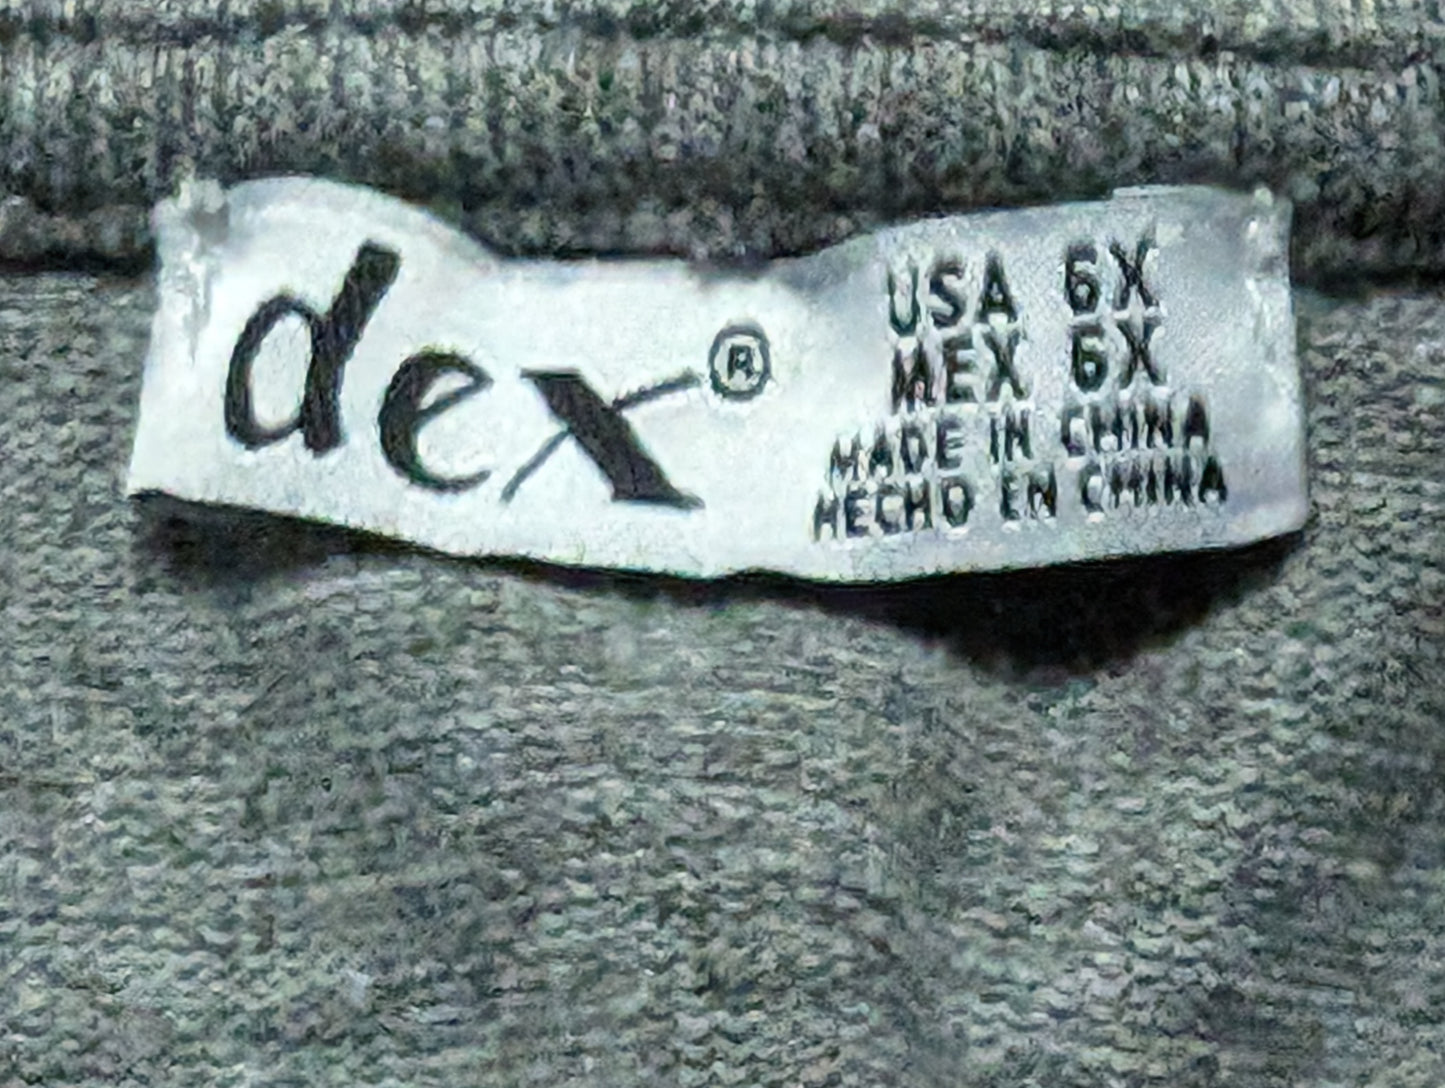 dex®
USA 6X
MEX 6X
MADE IN CHINA
HECHO EN CHINA